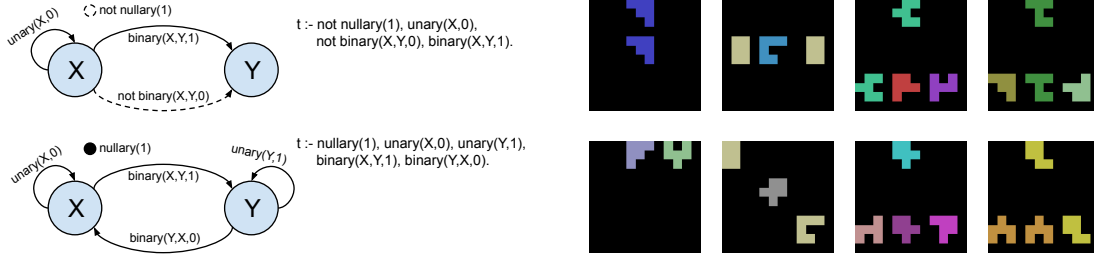 not nullary(1)
unary(X,0)
binary(X,Y,1)
X
Y
not binary(X,Y,0)
t :- not nullary(1), unary(X,0),
not binary(X,Y,0), binary(X,Y,1).
nullary(1)
unary(X,0)
unary(Y,1)
binary(X,Y,1)
X
Y
binary(Y,X,0)
t :- nullary(1), unary(X,0), unary(Y,1),
binary(X,Y,1), binary(Y,X,0).